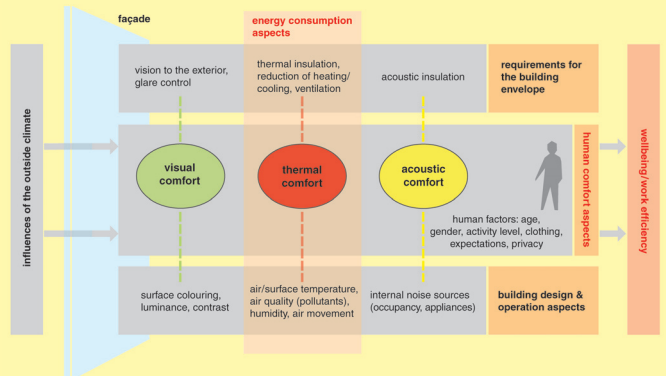 façade
energy consumption
aspects
influences of the outside climate
vision to the exterior,
glare control
thermal insulation,
reduction of heating/
cooling, ventilation
acoustic insulation
requirements for
the building
envelope
visual
comfort
thermal
comfort
acoustic
comfort
human factors: age,
gender, activity level, clothing,
expectations, privacy
human comfort aspects
wellbeing/work efficiency
surface colouring,
luminance, contrast
air/surface temperature,
air quality (pollutants),
humidity, air movement
internal noise sources
(occupancy, appliances)
building design &
operation aspects